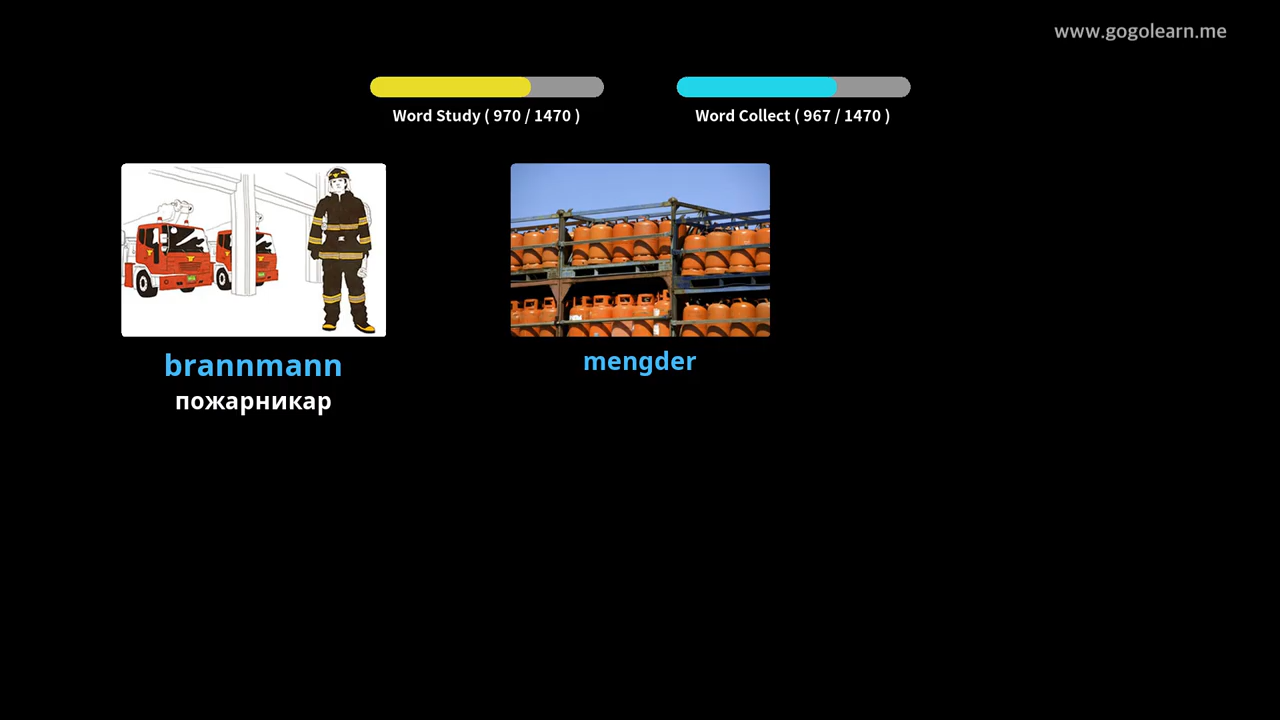 www.gogolearn.me
Word Study ( 970 / 1470 )
Word Collect ( 967 / 1470 )
brannmann
пожарникар
mengder